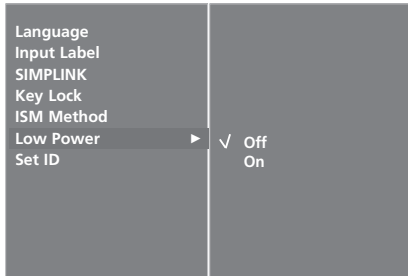 Language
Input Label
SIMPLINK
Key Lock
ISM Method
Low Power ► √ Off
On
Set ID